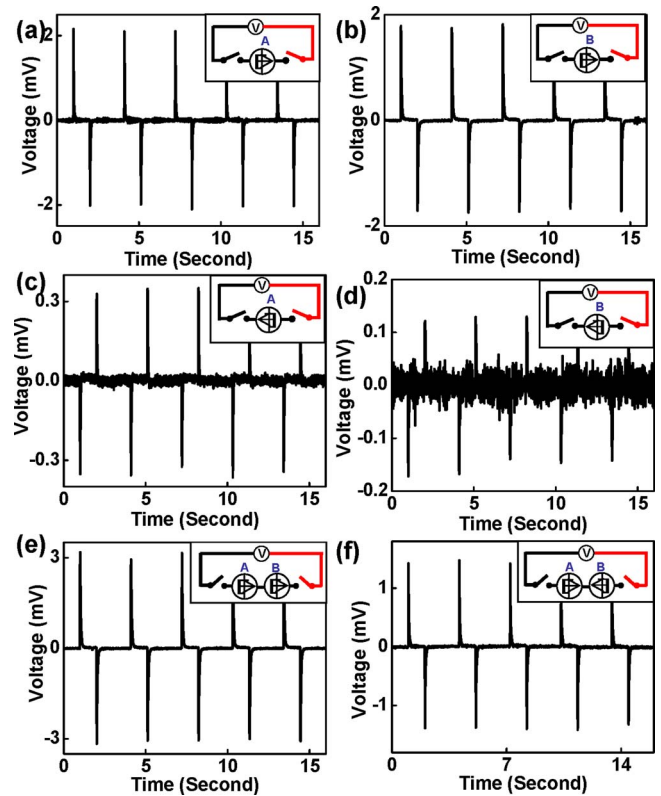 (a)
Voltage (mV)
2
0
-2
0 5 10 15
Time (Second)
V
A
(b)
Voltage (mV)
2
0
-2
0 5 10 15
Time (Second)
V
B
(c)
Voltage (mV)
0.3
0.0
-0.3
0 5 10 15
Time (Second)
V
A
(d)
Voltage (mV)
0.2
0.1
0.0
-0.1
-0.2
0 5 10 15
Time (Second)
V
B
(e)
Voltage (mV)
3
0
-3
0 5 10 15
Time (Second)
V
A B
(f)
Voltage (mV)
1
0
-1
0 7 14
Time (Second)
V
A B